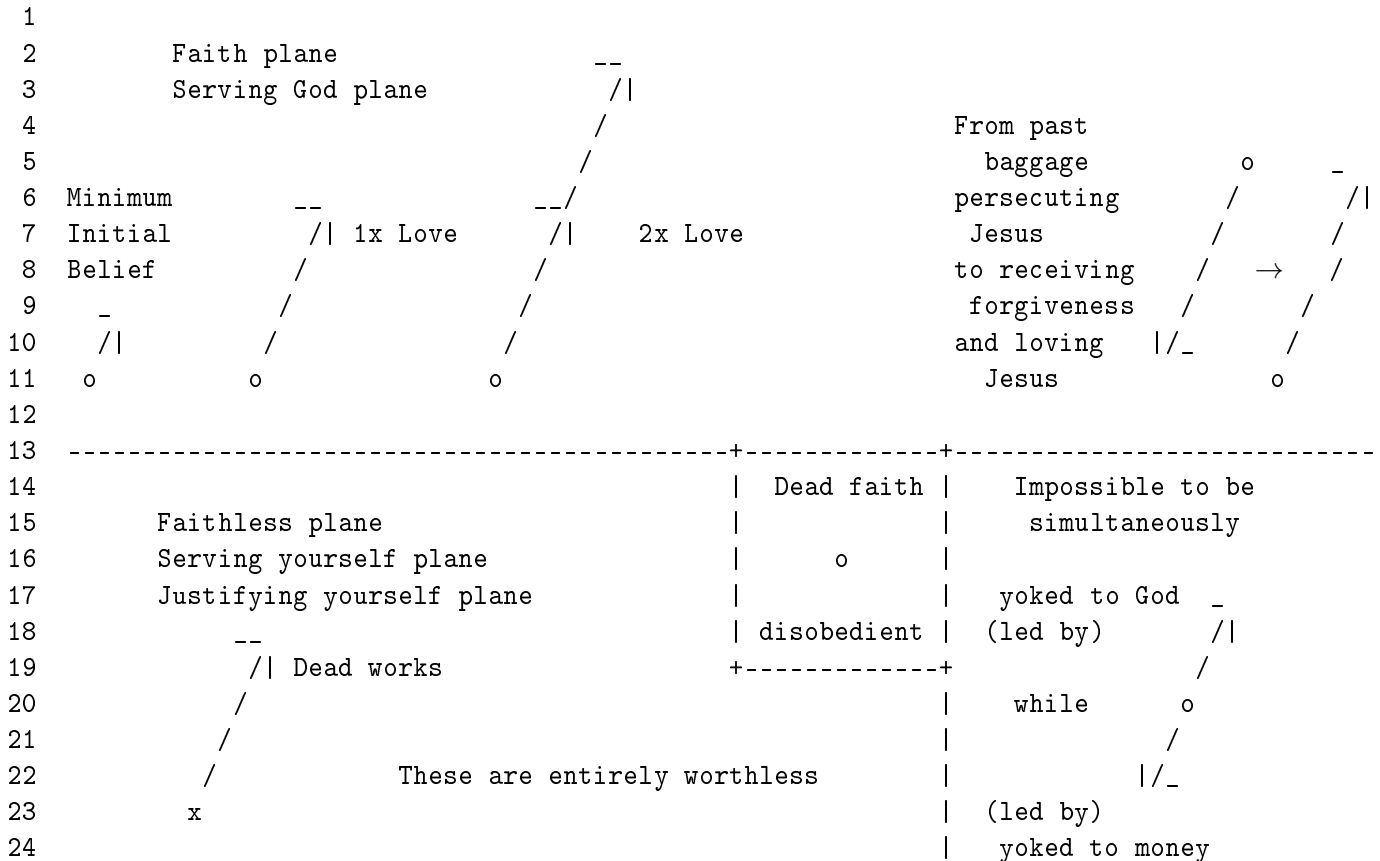 1
2         Faith plane                 __
3         Serving God plane            /|
4                                     /                       From past
5                                    /                          baggage          o     _
6  Minimum        __              __/                         persecuting       /       /|
7  Initial         /| 1x Love      /|    2x Love               Jesus           /       /
8  Belief         /               /                           to receiving    /   →   /
9    _           /               /                             forgiveness   /       /
10   /|         /               /                             and loving   |/_      /
11  o          o               o                                Jesus              o
12
13 --------------------------------------------+-------------+----------------------------
14                                             |  Dead faith |    Impossible to be
15       Faithless plane                       |             |     simultaneously
16       Serving yourself plane                |      o      |
17       Justifying yourself plane             |             |   yoked to God  _
18            __                               | disobedient |  (led by)       /|
19             /| Dead works                   +-------------+                /
20            /                                              |    while      o
21           /                                               |              /
22          /            These are entirely worthless        |            |/_
23         x                                                 |  (led by)
24                                                           |   yoked to money